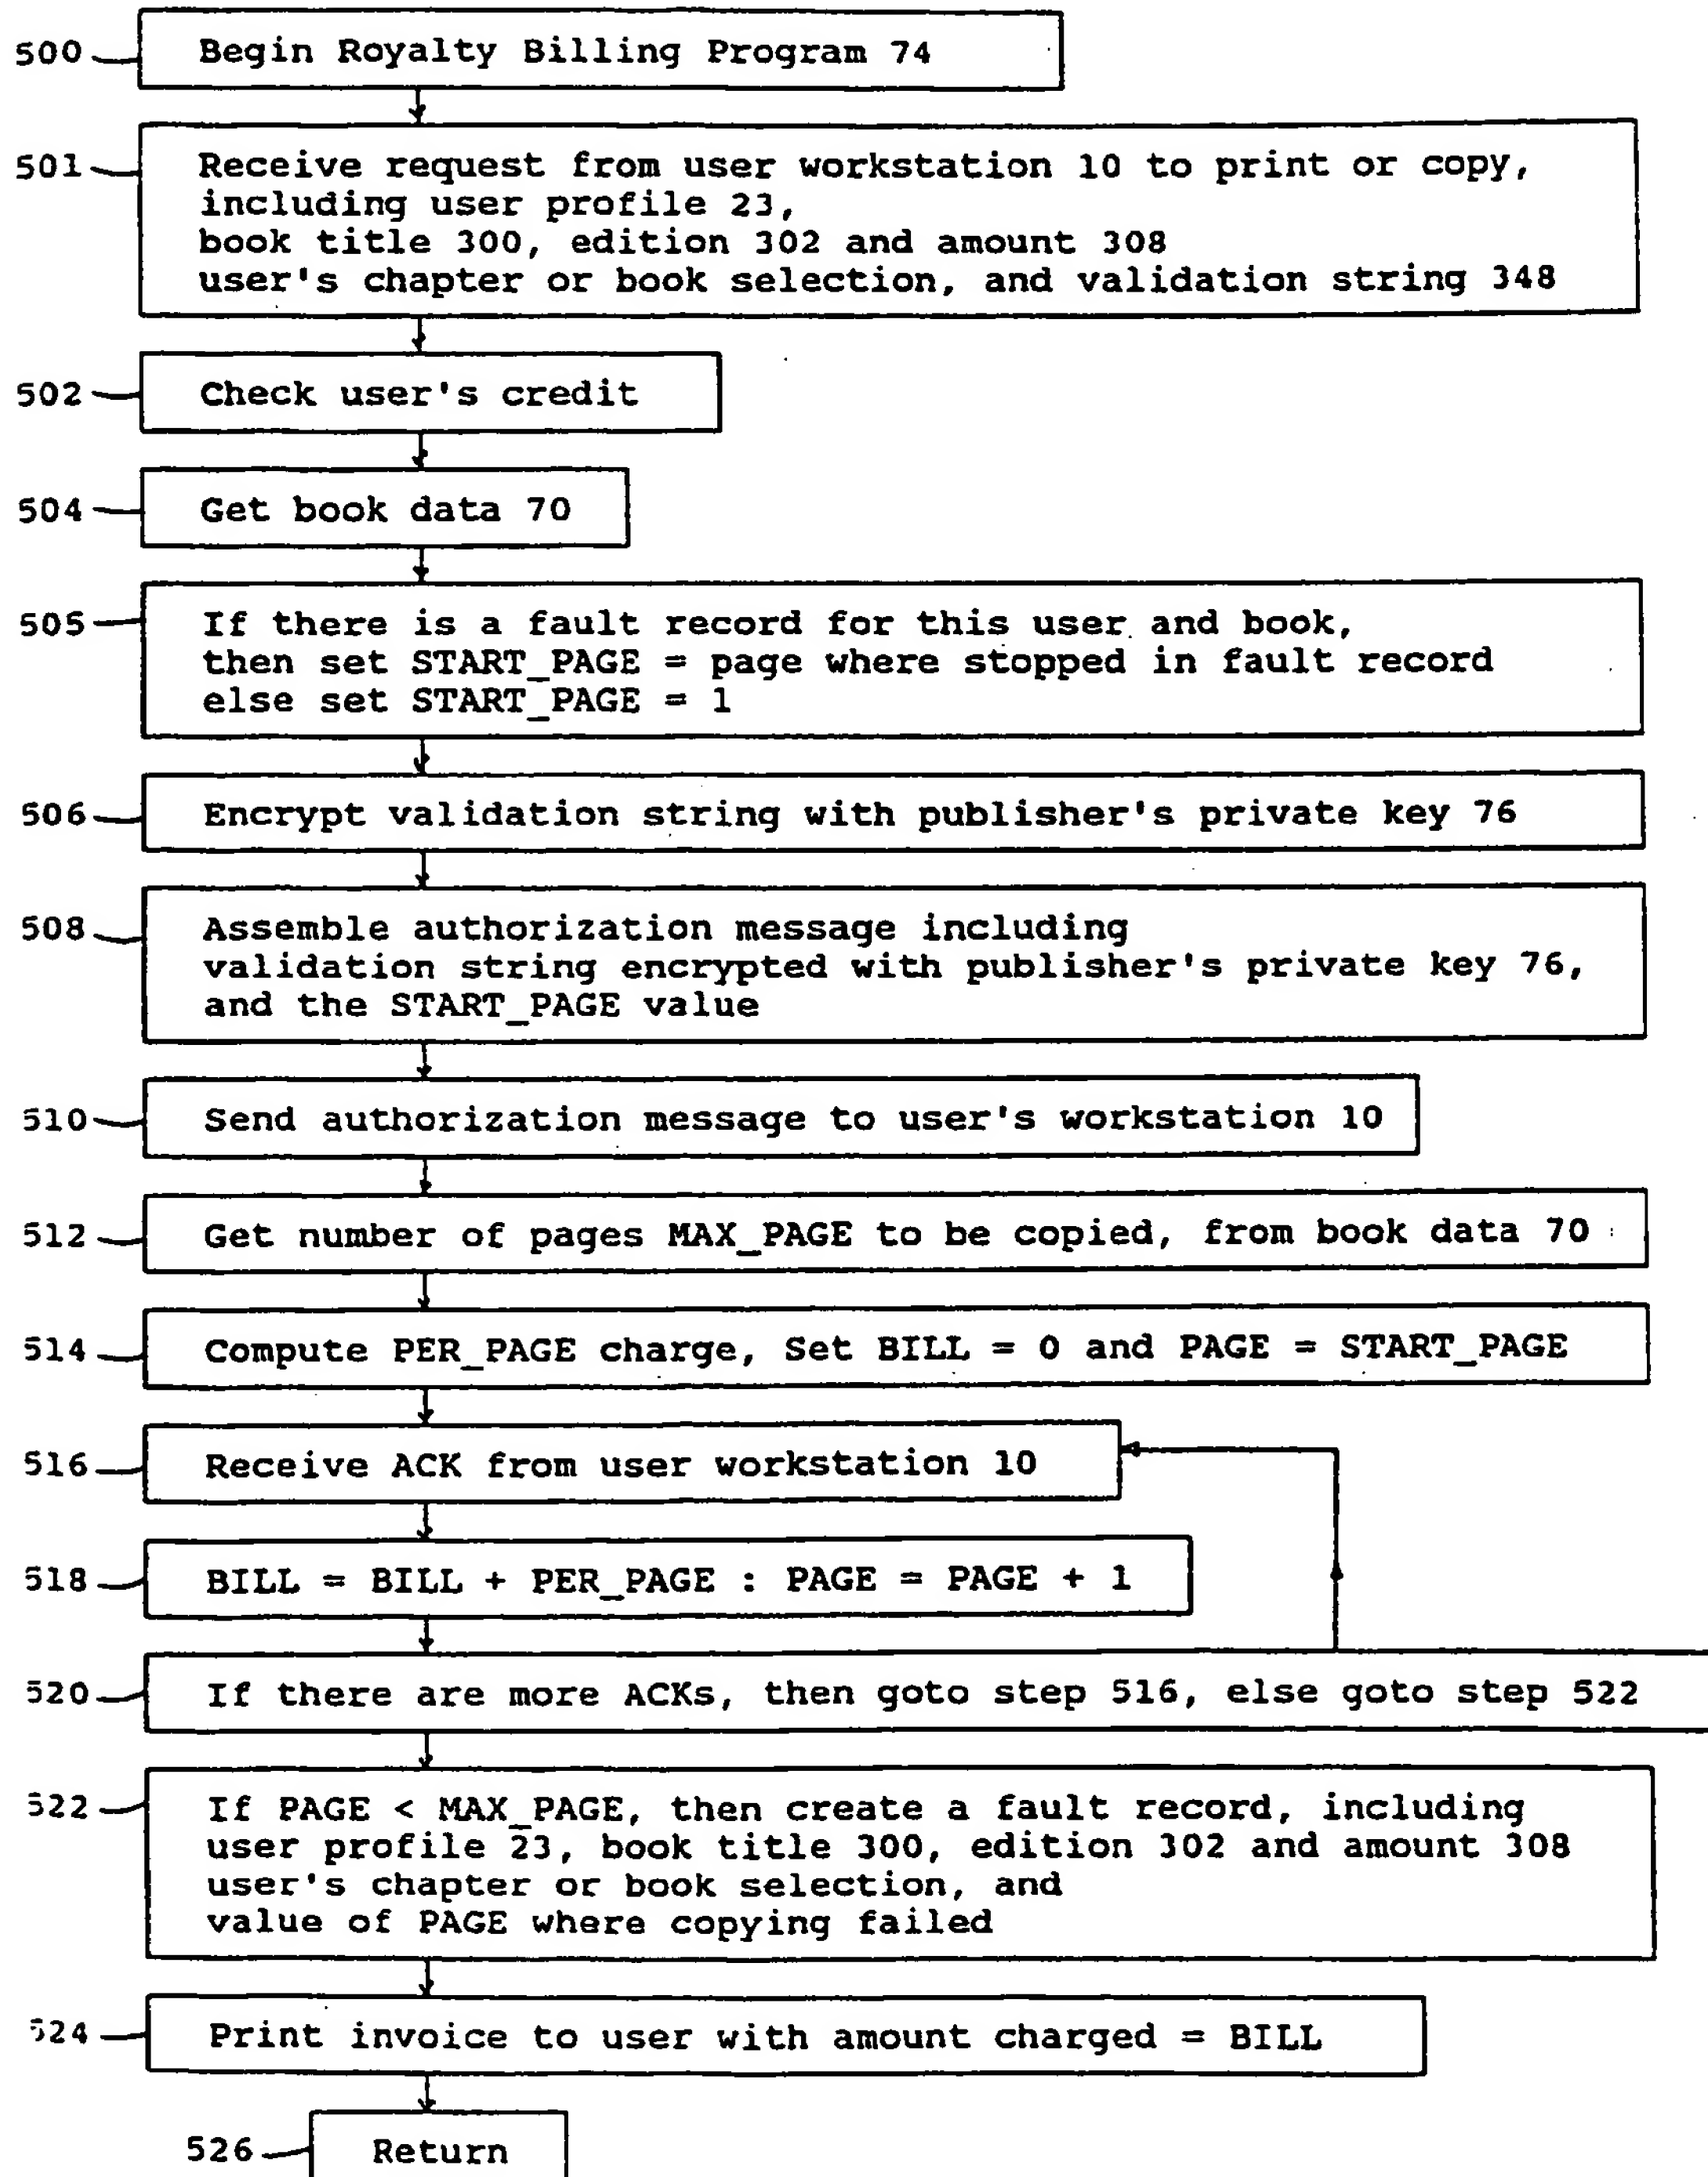 500 Begin Royalty Billing Program 74
501 Receive request from user workstation 10 to print or copy,
including user profile 23,
book title 300, edition 302 and amount 308
user's chapter or book selection, and validation string 348
502 Check user's credit
504 Get book data 70
505 If there is a fault record for this user and book,
then set START_PAGE = page where stopped in fault record
else set START_PAGE = 1
506 Encrypt validation string with publisher's private key 76
508 Assemble authorization message including
validation string encrypted with publisher's private key 76,
and the START_PAGE value
510 Send authorization message to user's workstation 10
512 Get number of pages MAX_PAGE to be copied, from book data 70
514 Compute PER_PAGE charge, Set BILL = 0 and PAGE = START_PAGE
516 Receive ACK from user workstation 10
518 BILL = BILL + PER_PAGE : PAGE = PAGE + 1
520 If there are more ACKs, then goto step 516, else goto step 522
522 If PAGE < MAX_PAGE, then create a fault record, including
user profile 23, book title 300, edition 302 and amount 308
user's chapter or book selection, and
value of PAGE where copying failed
524 Print invoice to user with amount charged = BILL
526 Return